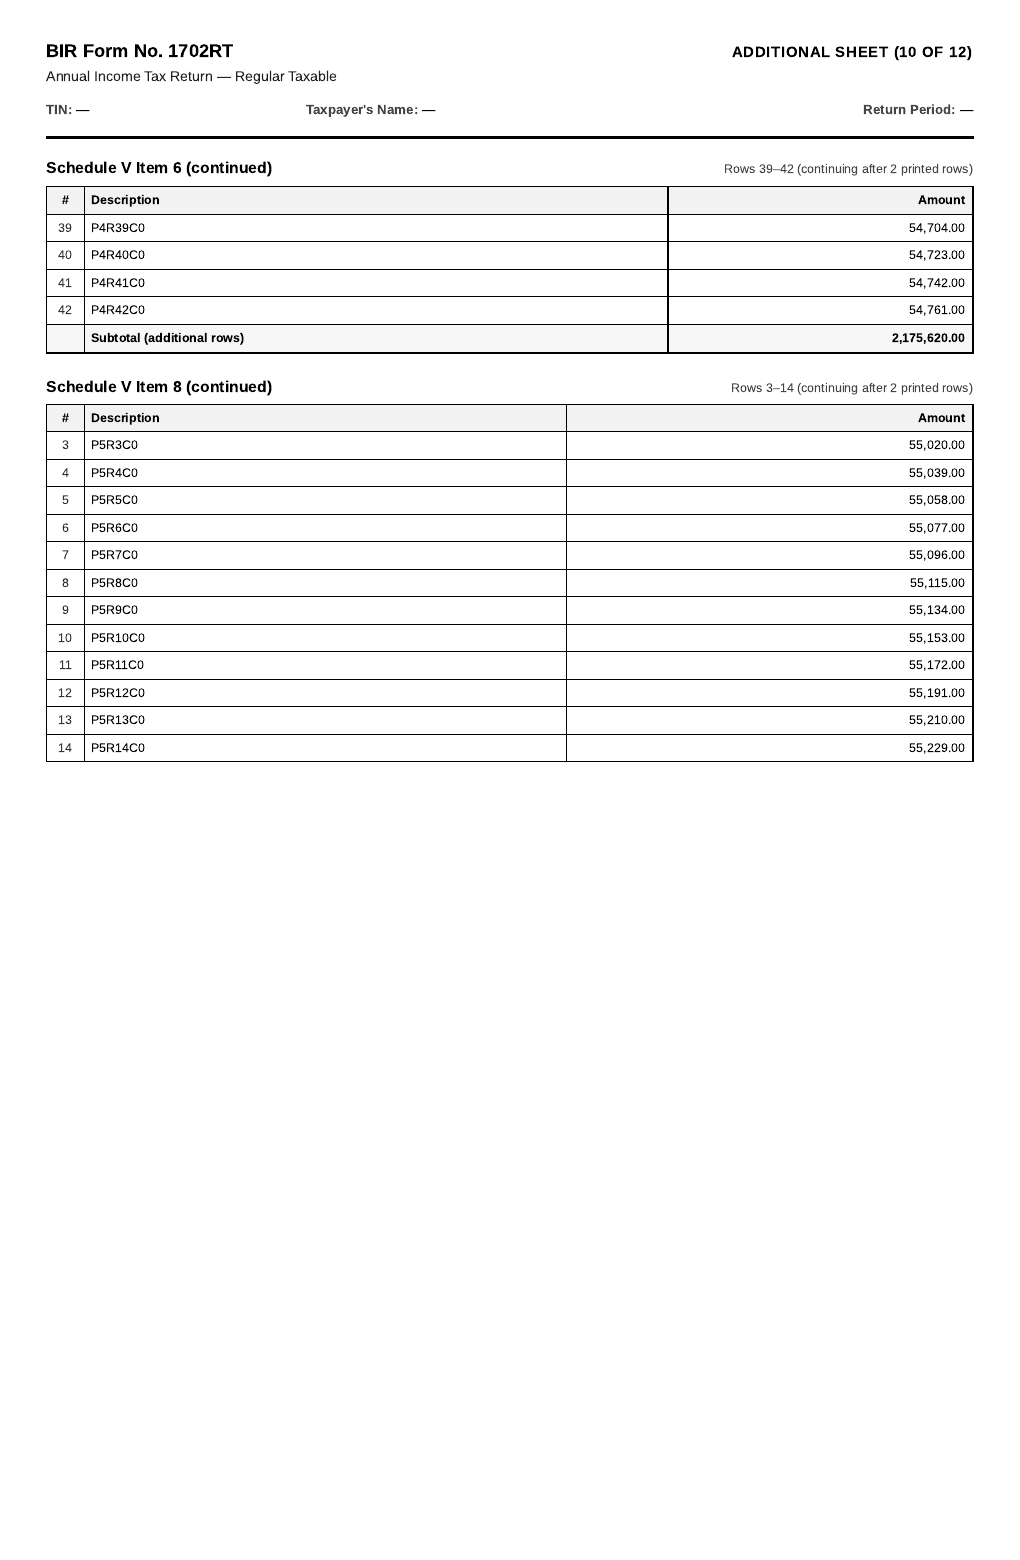 BIR Form No. 1702RT
ADDITIONAL SHEET (10 OF 12)
Annual Income Tax Return — Regular Taxable
TIN: — Taxpayer's Name: — Return Period: —
Schedule V Item 6 (continued) Rows 39–42 (continuing after 2 printed rows)
# Description Amount
39 P4R39C0 54,704.00
40 P4R40C0 54,723.00
41 P4R41C0 54,742.00
42 P4R42C0 54,761.00
Subtotal (additional rows) 2,175,620.00
Schedule V Item 8 (continued) Rows 3–14 (continuing after 2 printed rows)
# Description Amount
3 P5R3C0 55,020.00
4 P5R4C0 55,039.00
5 P5R5C0 55,058.00
6 P5R6C0 55,077.00
7 P5R7C0 55,096.00
8 P5R8C0 55,115.00
9 P5R9C0 55,134.00
10 P5R10C0 55,153.00
11 P5R11C0 55,172.00
12 P5R12C0 55,191.00
13 P5R13C0 55,210.00
14 P5R14C0 55,229.00